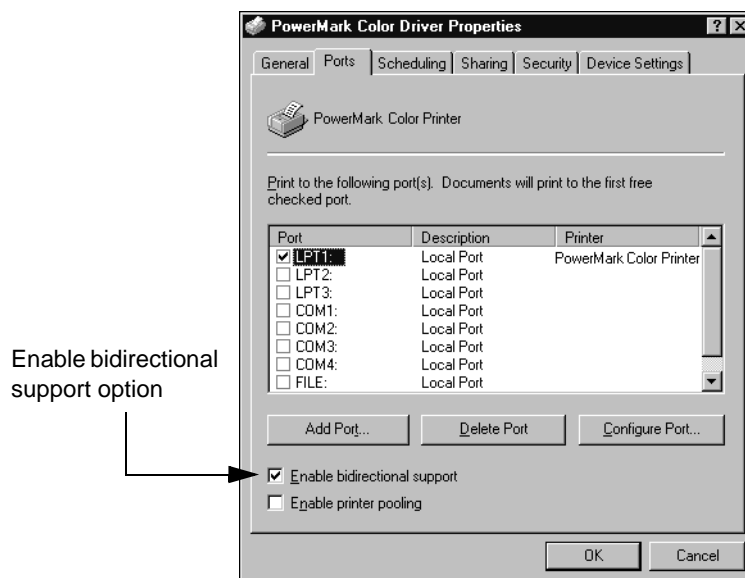 PowerMark Color Driver Properties
General Ports Scheduling Sharing Security Device Settings
PowerMark Color Printer
Print to the following port(s). Documents will print to the first free
checked port.
Port Description Printer
LPT1: Local Port PowerMark Color Printer
LPT2: Local Port
LPT3: Local Port
COM1: Local Port
COM2: Local Port
COM3: Local Port
COM4: Local Port
FILE: Local Port
Enable bidirectional
support option
Add Port... Delete Port Configure Port...
Enable bidirectional support
Enable printer pooling
OK Cancel